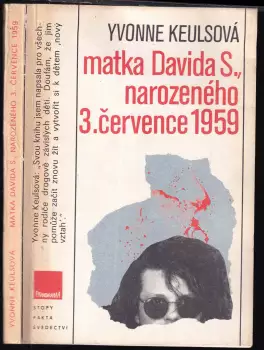 YVONNE KEULSOVÁ
matka Davida S.,
narozeného
3. července 1959
YVONNE KEULSOVÁ MATKA DAVIDA S., NAROZENÉHO 3. ČERVENCE 1959
Yvonne Keulsová: „Svou knihu jsem napsala pro všech-
ny rodiče drogově závislých dětí. Doufám, že jim
pomůže začít znovu žít a vytvořit si k dětem ‚nový
vztah‘.“
STOPY
FAKTA
SVĚDECTVÍ